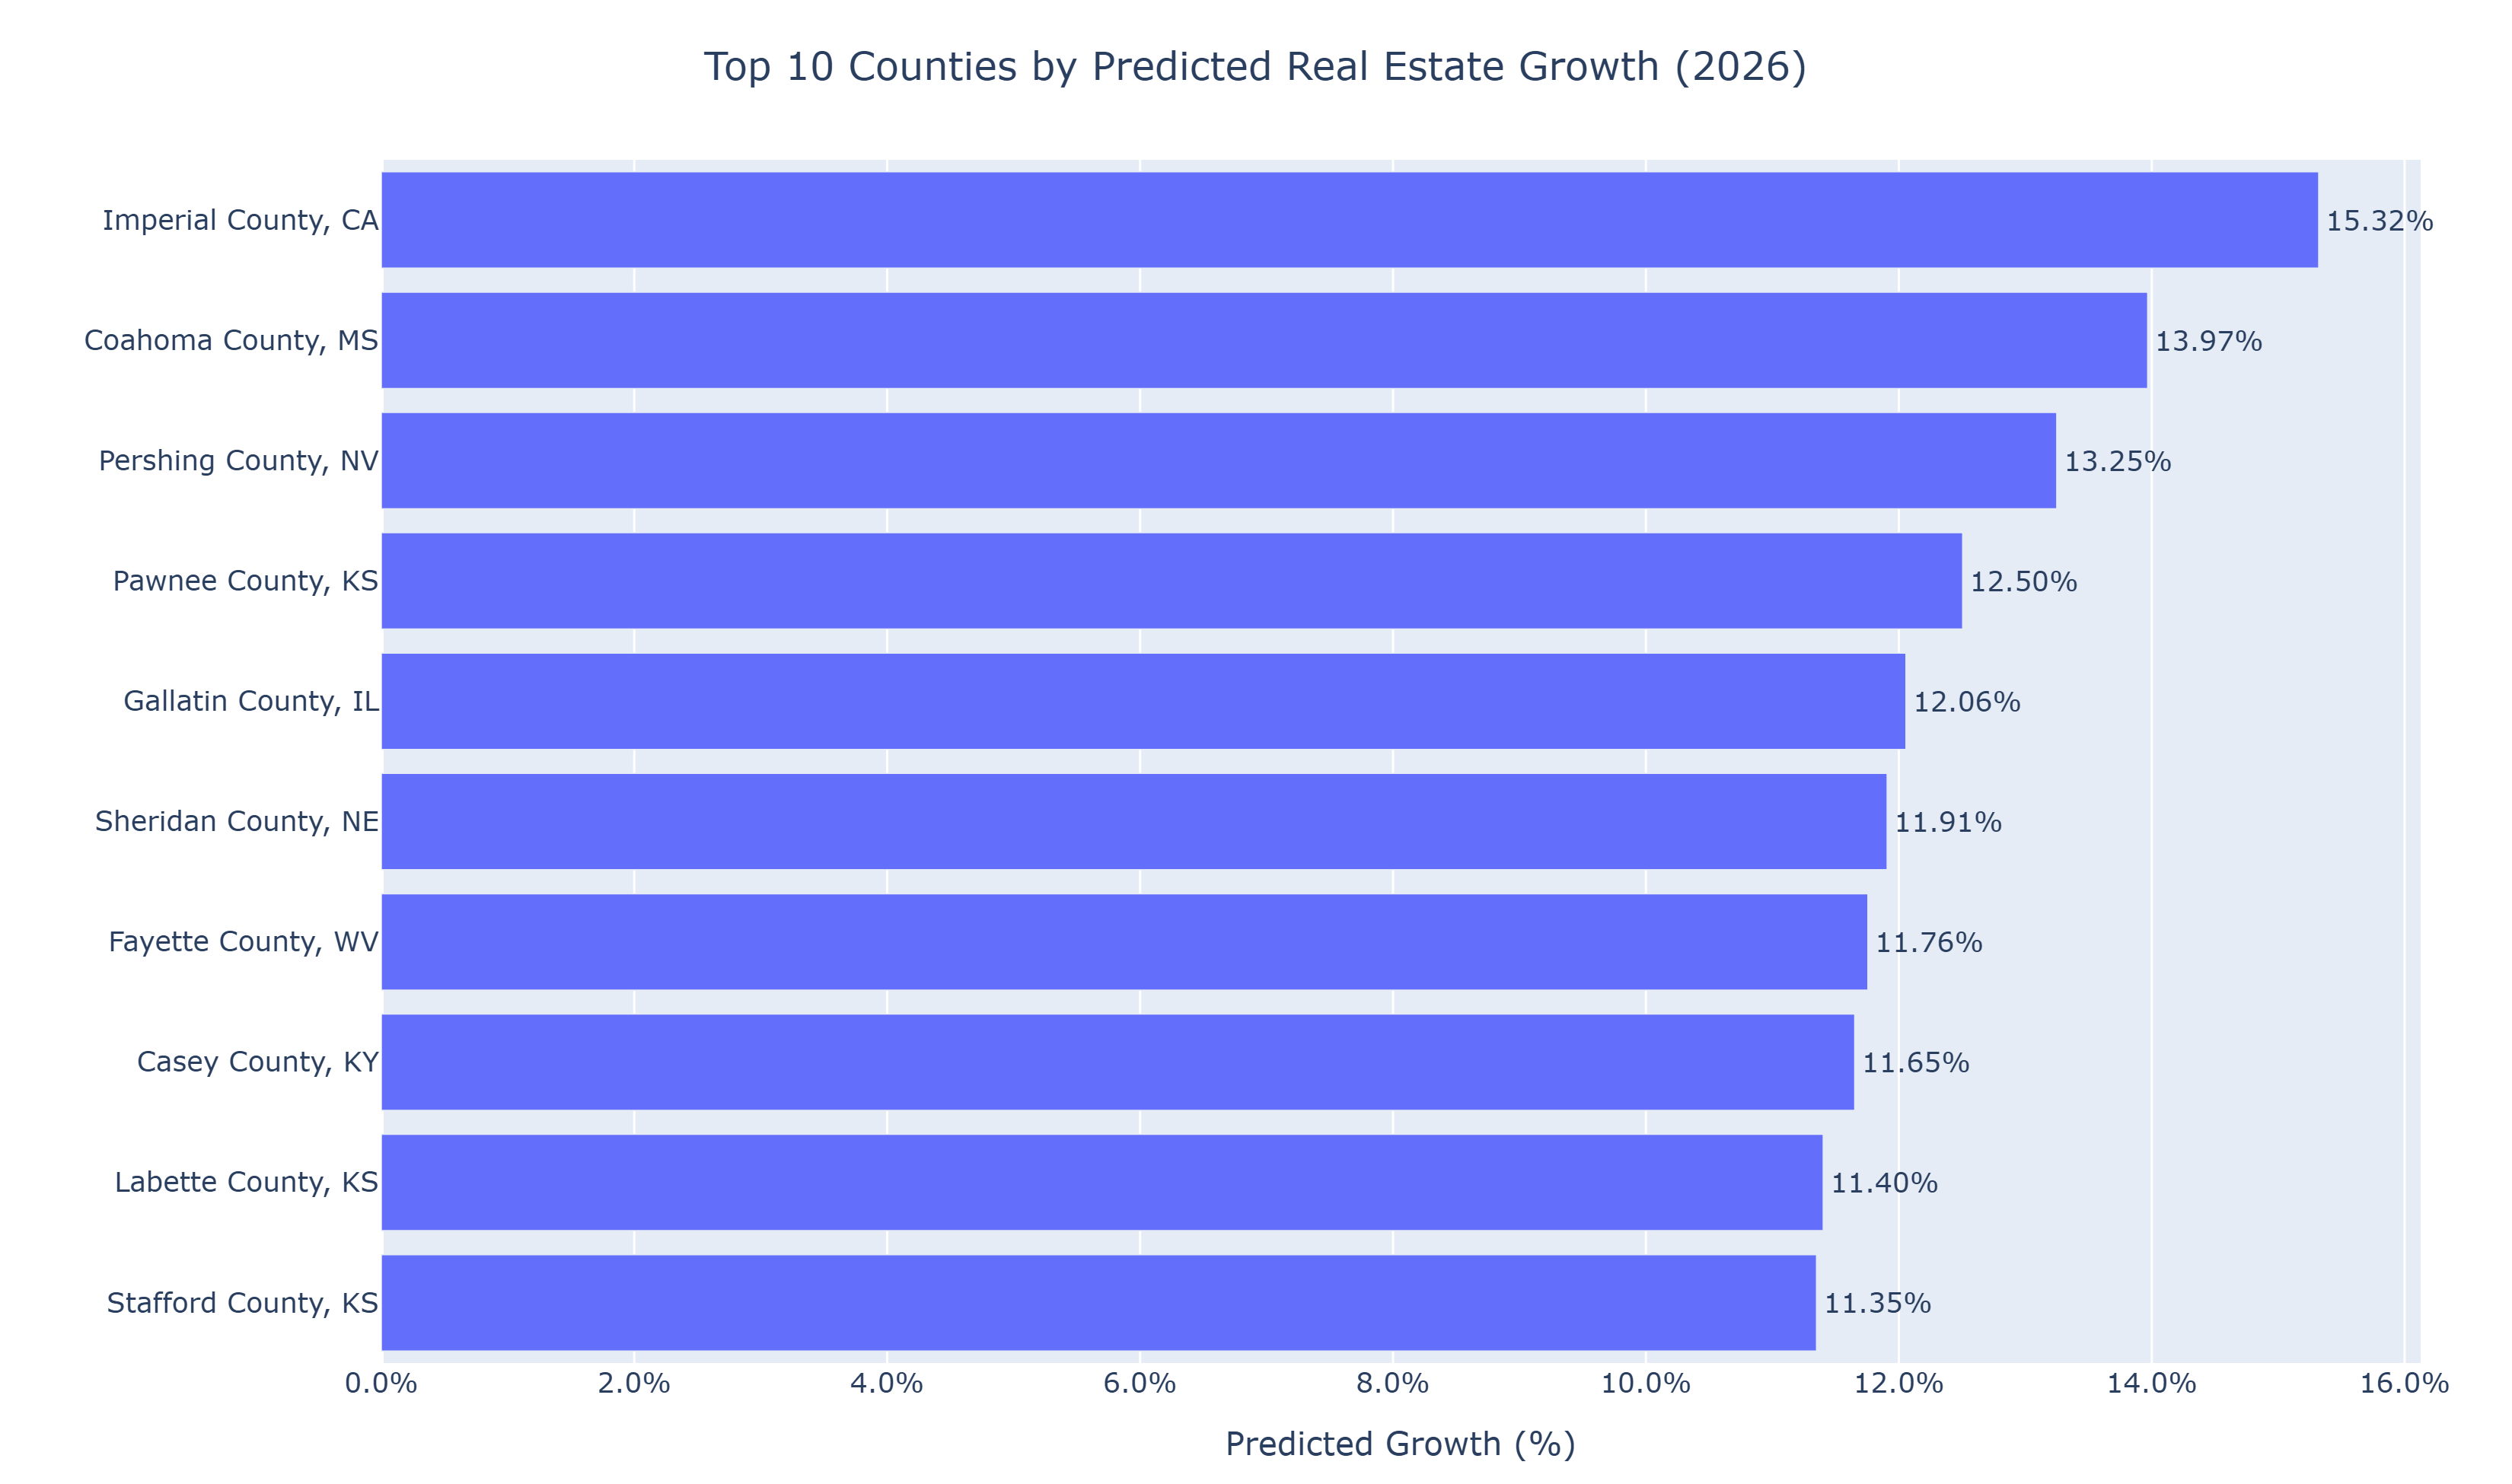 Top 10 Counties by Predicted Real Estate Growth (2026)
Imperial County, CA 15.32%
Coahoma County, MS 13.97%
Pershing County, NV 13.25%
Pawnee County, KS 12.50%
Gallatin County, IL 12.06%
Sheridan County, NE 11.91%
Fayette County, WV 11.76%
Casey County, KY 11.65%
Labette County, KS 11.40%
Stafford County, KS 11.35%
0.0% 2.0% 4.0% 6.0% 8.0% 10.0% 12.0% 14.0% 16.0%
Predicted Growth (%)